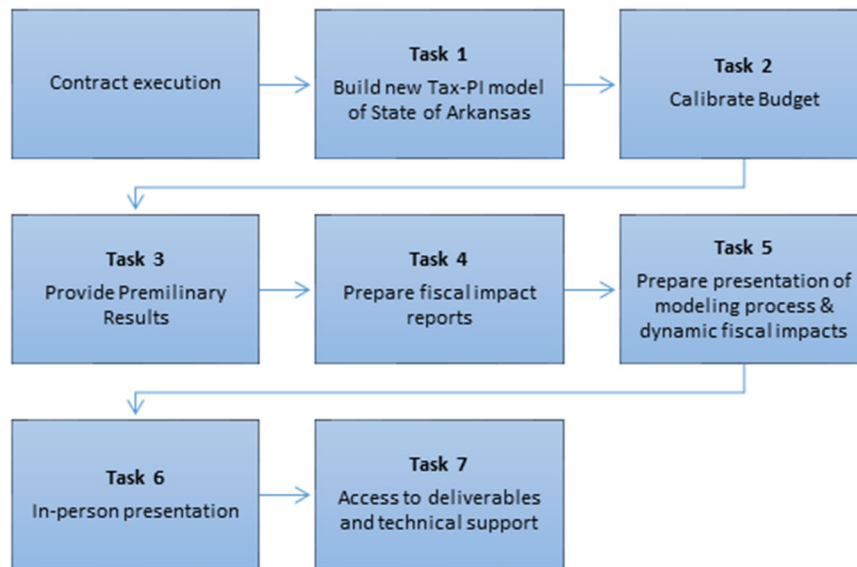 Contract execution
Task 1
Build new Tax-PI model
of State of Arkansas
Task 2
Calibrate Budget
Task 3
Provide Premilinary
Results
Task 4
Prepare fiscal impact
reports
Task 5
Prepare presentation of
modeling process &
dynamic fiscal impacts
Task 6
In-person presentation
Task 7
Access to deliverables
and technical support